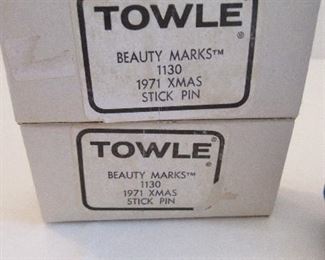 TOWLE ®
BEAUTY MARKS™
1130
1971 XMAS
STICK PIN
TOWLE ®
BEAUTY MARKS™
1130
1971 XMAS
STICK PIN